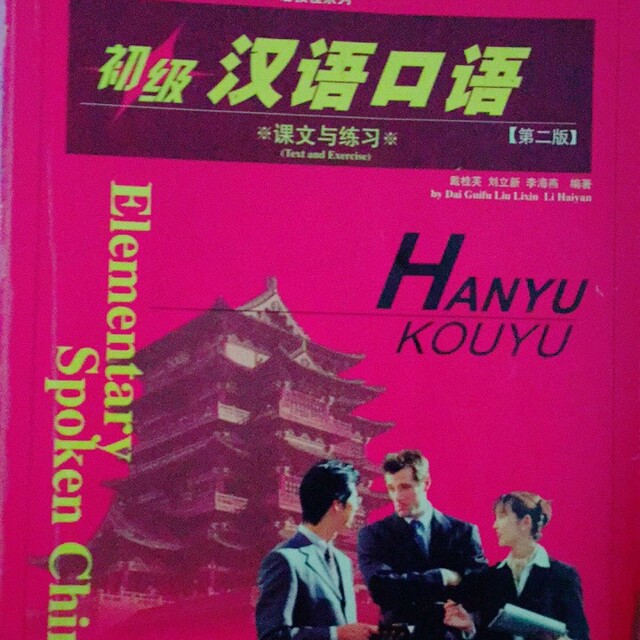 初级 汉语口语
※课文与练习※
(Text and Exercise)
【第二版】
戴桂芙 刘立新 李海燕 编著
by Dai Guifu Liu Lixin Li Haiyan
HANYU
KOUYU
Elementary
Spoken Chin